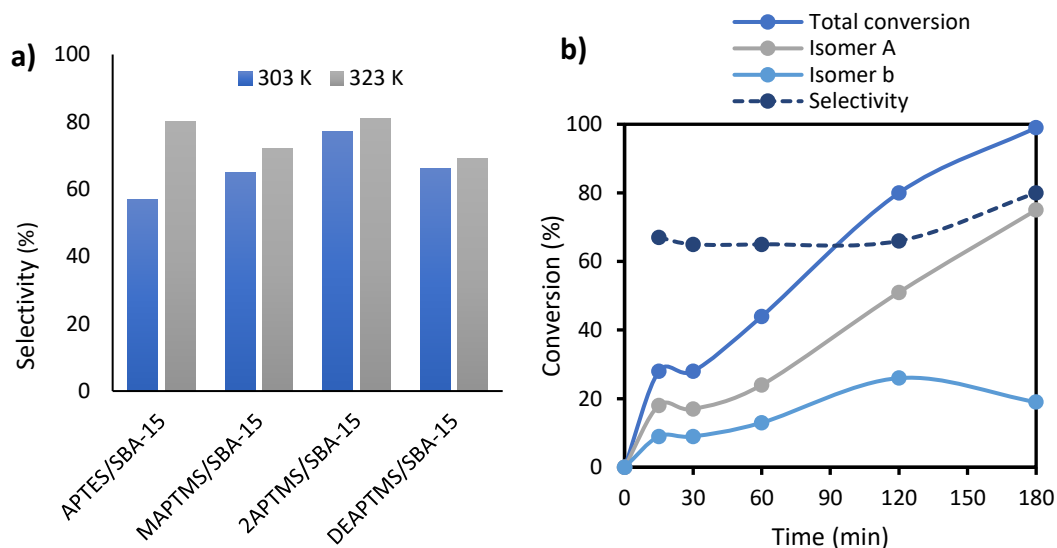 a)
Selectivity (%)
100
80
60
40
20
0
303 K
323 K
APTES/SBA-15
MAPTMS/SBA-15
2APTMS/SBA-15
DEAPTMS/SBA-15
b)
Total conversion
Isomer A
Isomer b
Selectivity
Conversion (%)
100
80
60
40
20
0
0 30 60 90 120 150 180
Time (min)